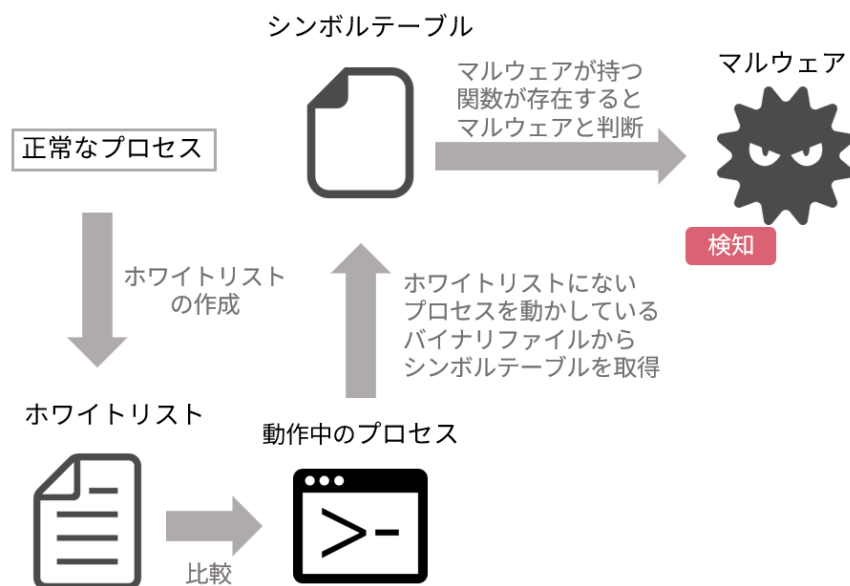 シンボルテーブル
マルウェアが持つ
関数が存在すると
マルウェアと判断
マルウェア
正常なプロセス
検知
ホワイトリスト
の作成
ホワイトリストにない
プロセスを動かしている
バイナリファイルから
シンボルテーブルを取得
ホワイトリスト
動作中のプロセス
>-
比較